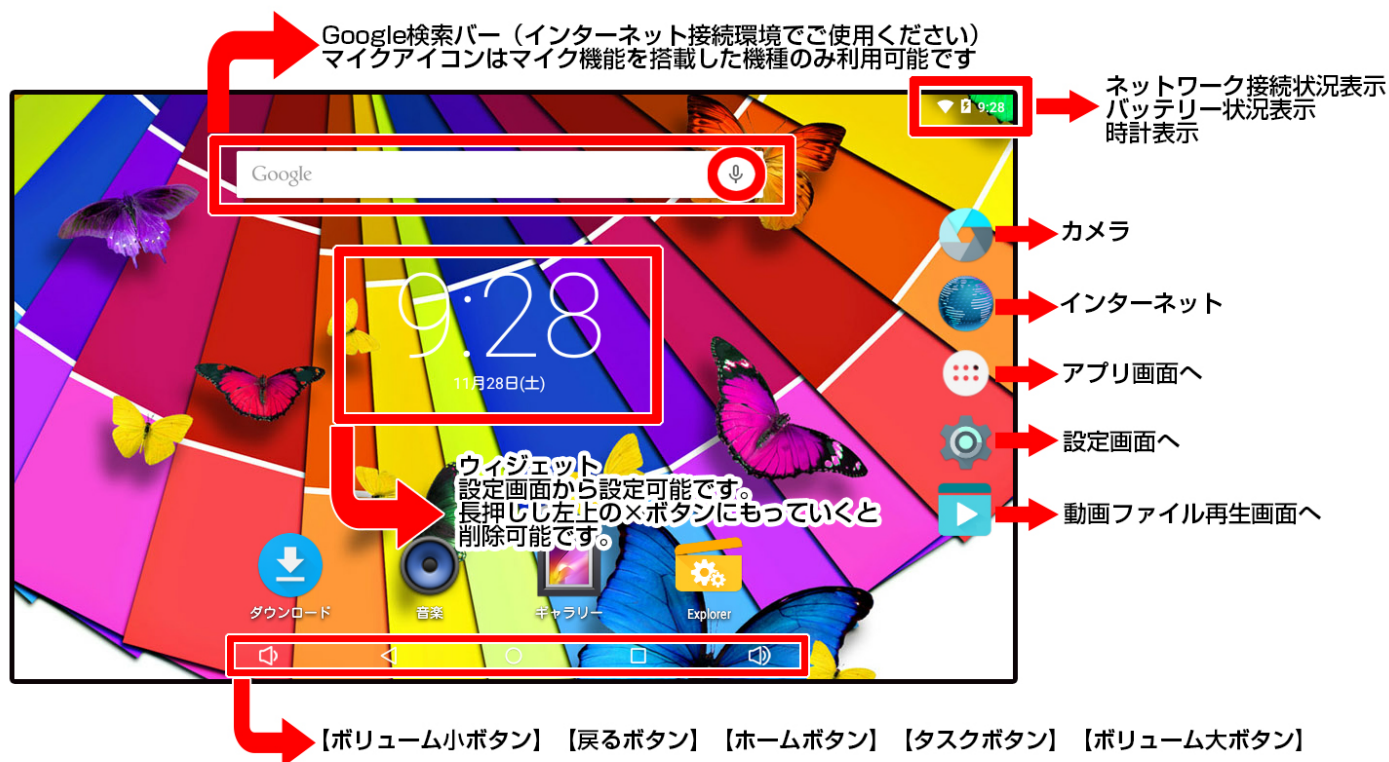 Google検索バー（インターネット接続環境でご使用ください）
マイクアイコンはマイク機能を搭載した機種のみ利用可能です
9:28
ネットワーク接続状況表示
バッテリー状況表示
時計表示
Google
カメラ
インターネット
9:28
11月28日(土)
アプリ画面へ
設定画面へ
ウィジェット
設定画面から設定可能です。
長押しし左上の×ボタンにもっていくと
削除可能です。
動画ファイル再生画面へ
ダウンロード
音楽
ギャラリー
Explorer
【ボリューム小ボタン】【戻るボタン】【ホームボタン】【タスクボタン】【ボリューム大ボタン】